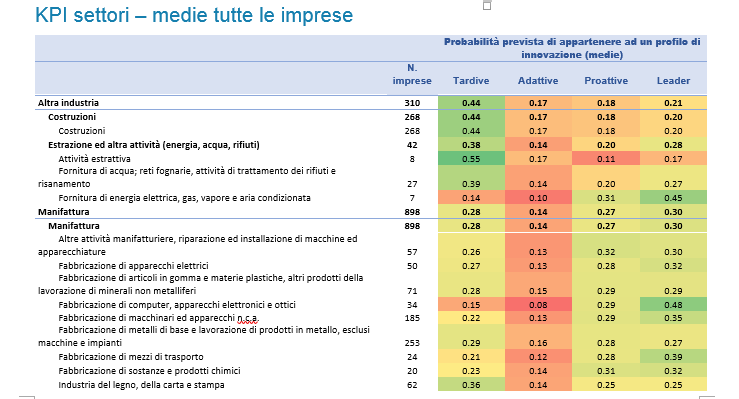 KPI settori – medie tutte le imprese
Probabilità prevista di appartenere ad un profilo di
innovazione (medie)
N.
imprese Tardive Adattive Proattive Leader
Altra industria 310 0.44 0.17 0.18 0.21
Costruzioni 268 0.44 0.17 0.18 0.20
Costruzioni 268 0.44 0.17 0.18 0.20
Estrazione ed altra attività (energia, acqua, rifiuti) 42 0.38 0.14 0.20 0.28
Attività estrattiva 8 0.55 0.17 0.11 0.17
Fornitura di acqua; reti fognarie, attività di trattamento dei rifiuti e
risanamento 27 0.39 0.14 0.20 0.27
Fornitura di energia elettrica, gas, vapore e aria condizionata 7 0.14 0.10 0.31 0.45
Manifattura 898 0.28 0.14 0.27 0.30
Manifattura 898 0.28 0.14 0.27 0.30
Altre attività manifatturiere, riparazione ed installazione di macchine ed
apparecchiature 57 0.26 0.13 0.32 0.30
Fabbricazione di apparecchi elettrici 50 0.27 0.13 0.28 0.32
Fabbricazione di articoli in gomma e materie plastiche, altri prodotti della
lavorazione di minerali non metalliferi 71 0.28 0.15 0.29 0.29
Fabbricazione di computer, apparecchi elettronici e ottici 34 0.15 0.08 0.29 0.48
Fabbricazione di macchinari ed apparecchi n.c.a. 185 0.22 0.13 0.29 0.35
Fabbricazione di metalli di base e lavorazione di prodotti in metallo, esclusi
macchine e impianti 253 0.29 0.16 0.28 0.27
Fabbricazione di mezzi di trasporto 24 0.21 0.12 0.28 0.39
Fabbricazione di sostanze e prodotti chimici 20 0.23 0.14 0.31 0.32
Industria del legno, della carta e stampa 62 0.36 0.14 0.25 0.25